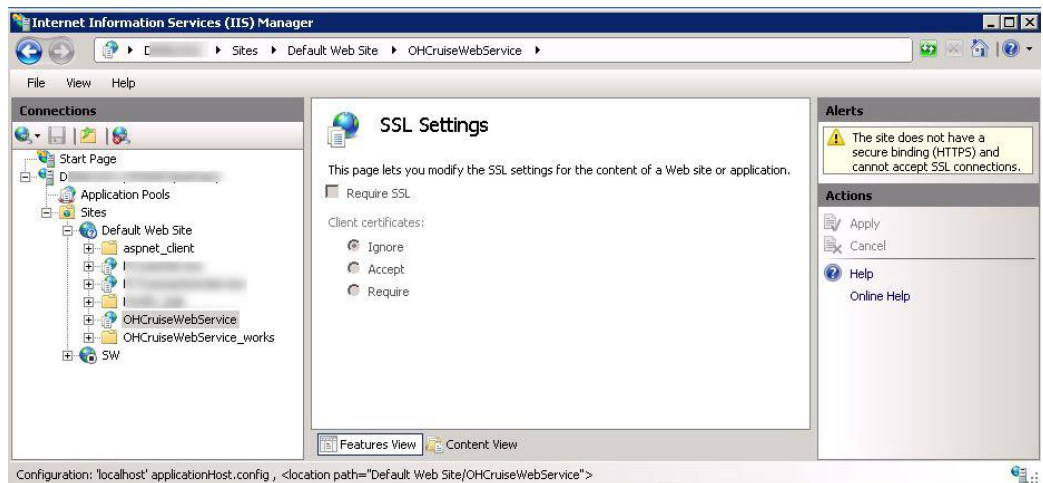 Internet Information Services (IIS) Manager
D Sites Default Web Site OHCruiseWebService
File View Help
Connections
Start Page
D
Application Pools
Sites
Default Web Site
aspnet_client
OHCruiseWebService
OHCruiseWebService_works
SW
SSL Settings
This page lets you modify the SSL settings for the content of a Web site or application.
Require SSL
Client certificates:
Ignore
Accept
Require
Features View Content View
Alerts
The site does not have a
secure binding (HTTPS) and
cannot accept SSL connections.
Actions
Apply
Cancel
Help
Online Help
Configuration: 'localhost' applicationHost.config , <location path="Default Web Site/OHCruiseWebService">